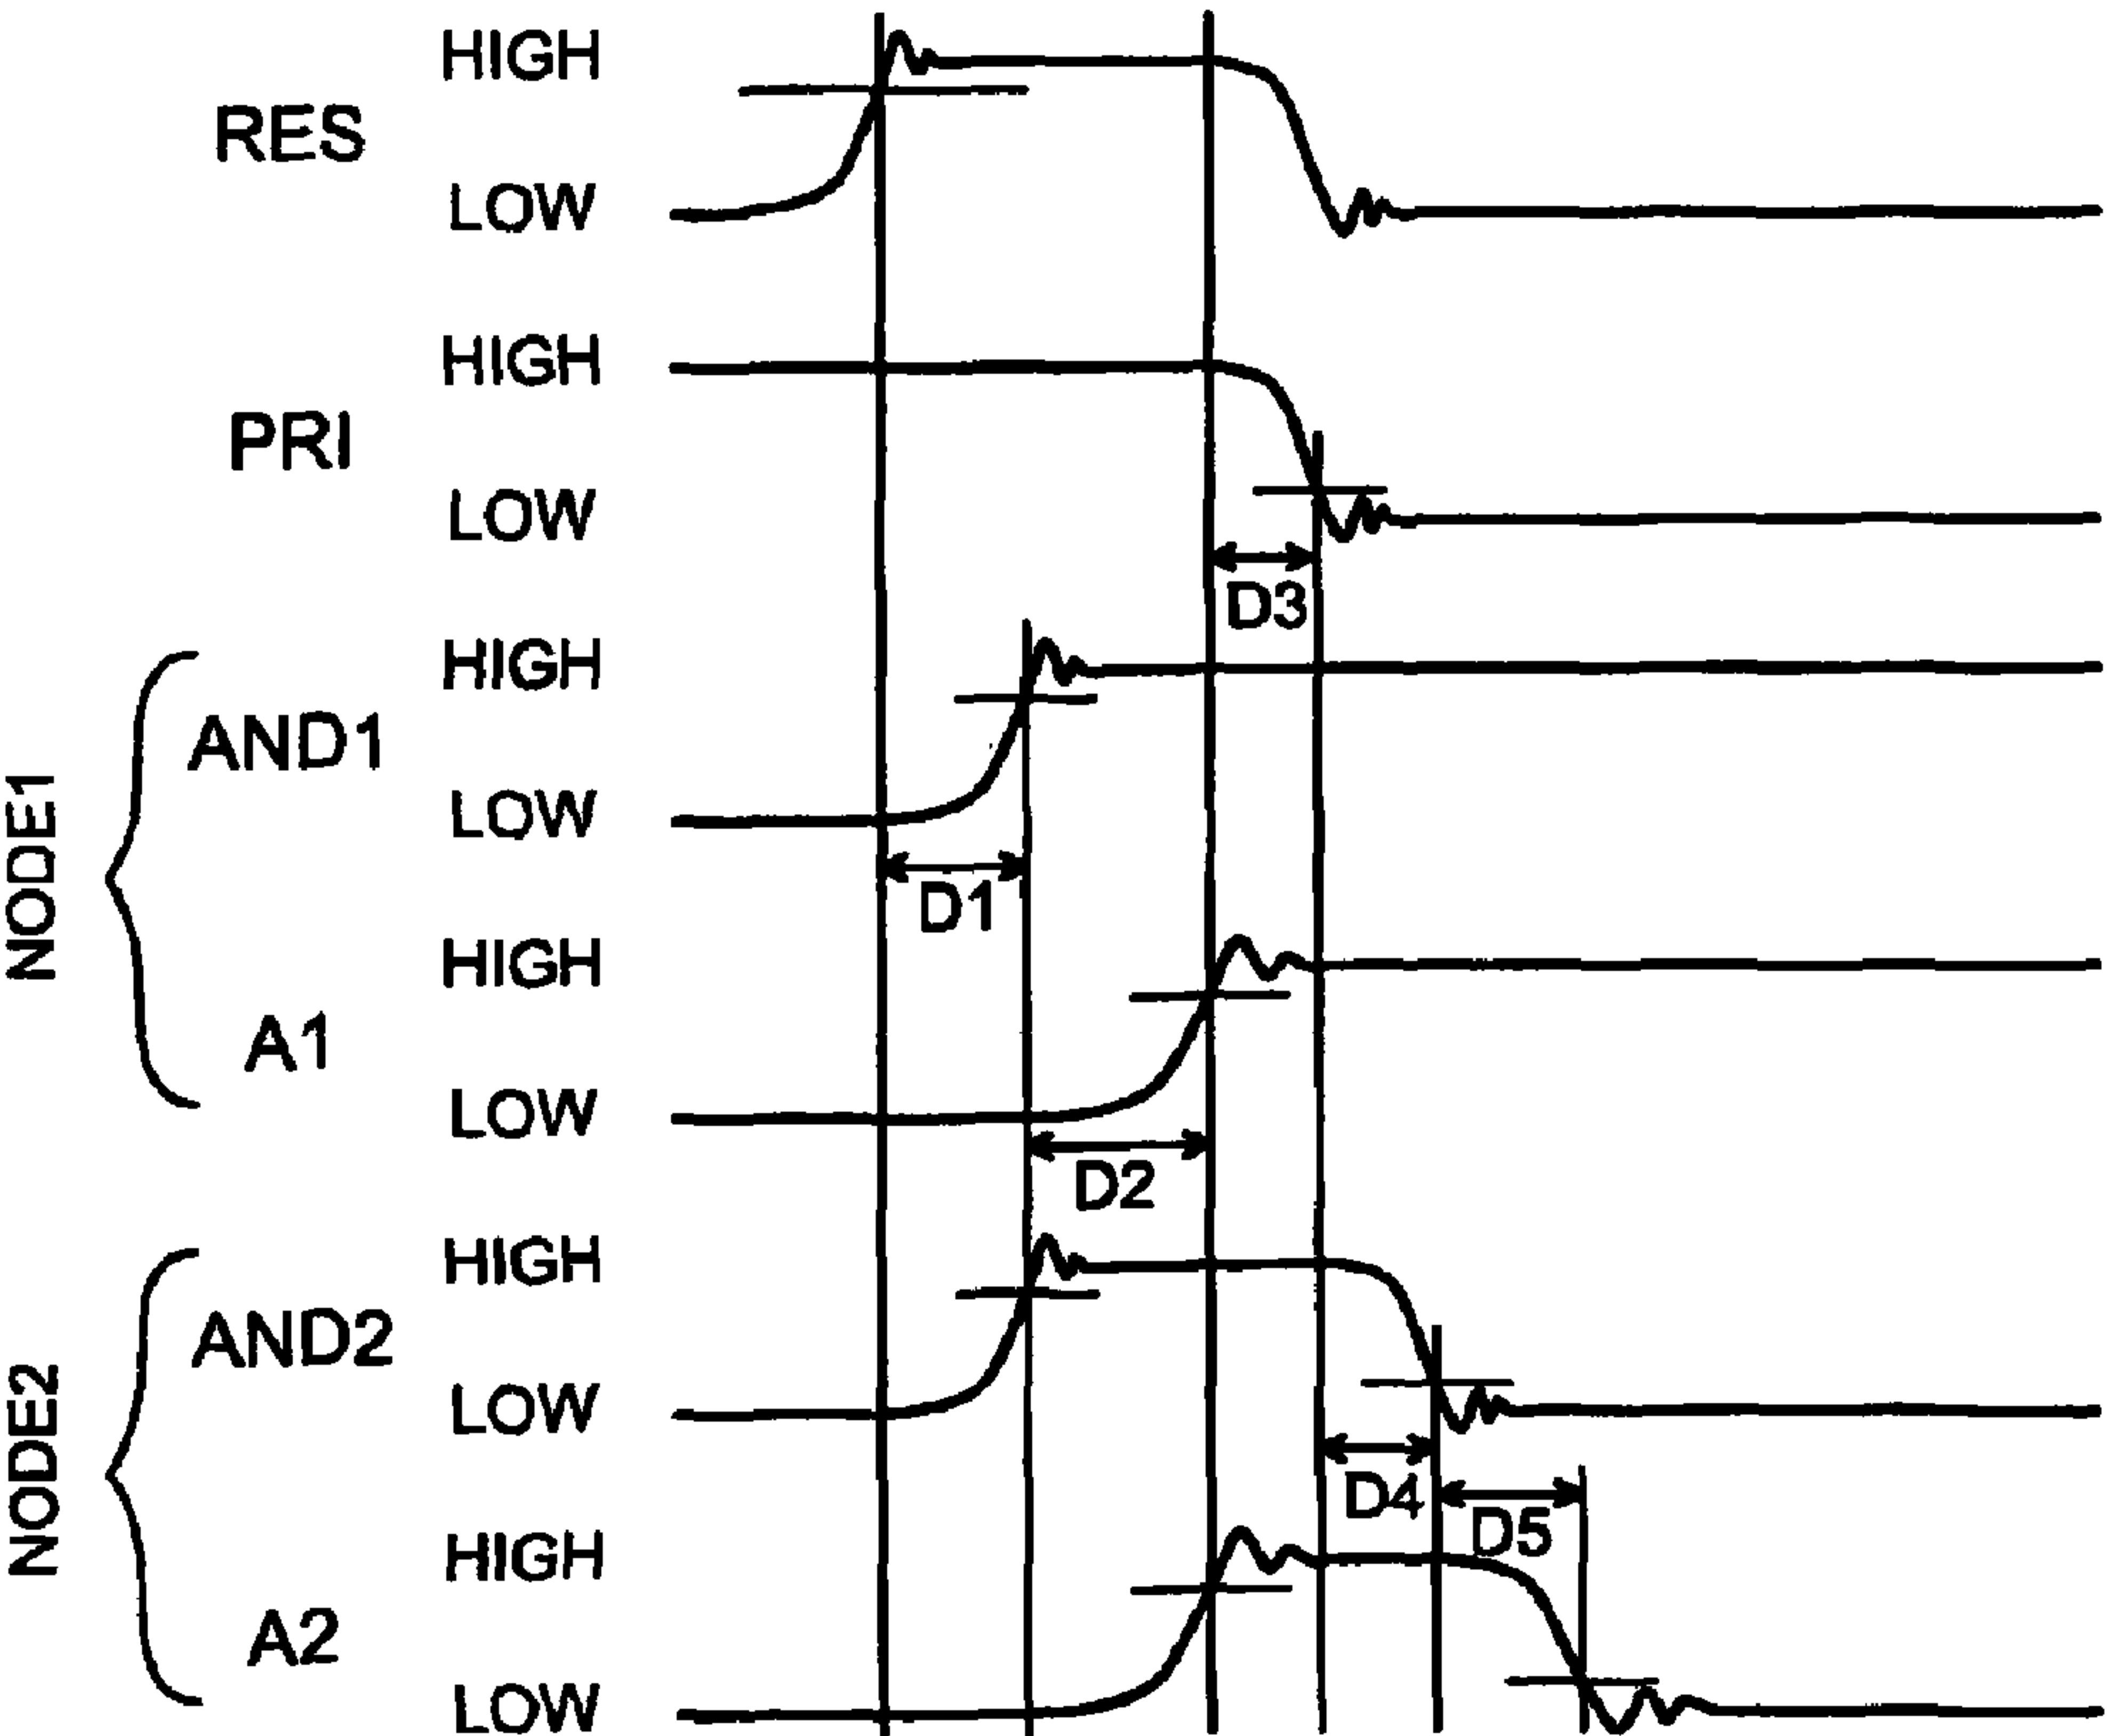 HIGH
RES
LOW
HIGH
PRI
LOW
D3
NODE1
HIGH
AND1
LOW
D1
HIGH
A1
LOW
D2
NODE2
HIGH
AND2
LOW
D4
D5
HIGH
A2
LOW